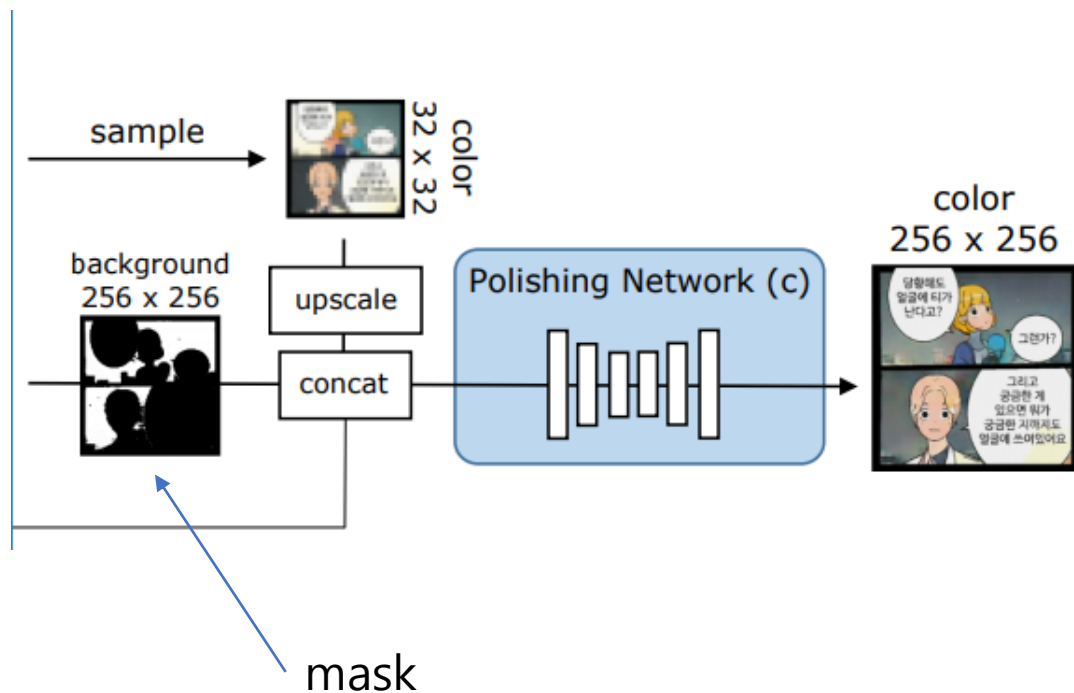 sample
color
32 x 32
background
256 x 256
upscale
concat
Polishing Network (c)
color
256 x 256
당황해도
얼굴에 티가
난다고?
그런가?
그리고
궁금한 게
있으면 뭐가
궁금한 지까지도
얼굴에 쓰여있어요
mask